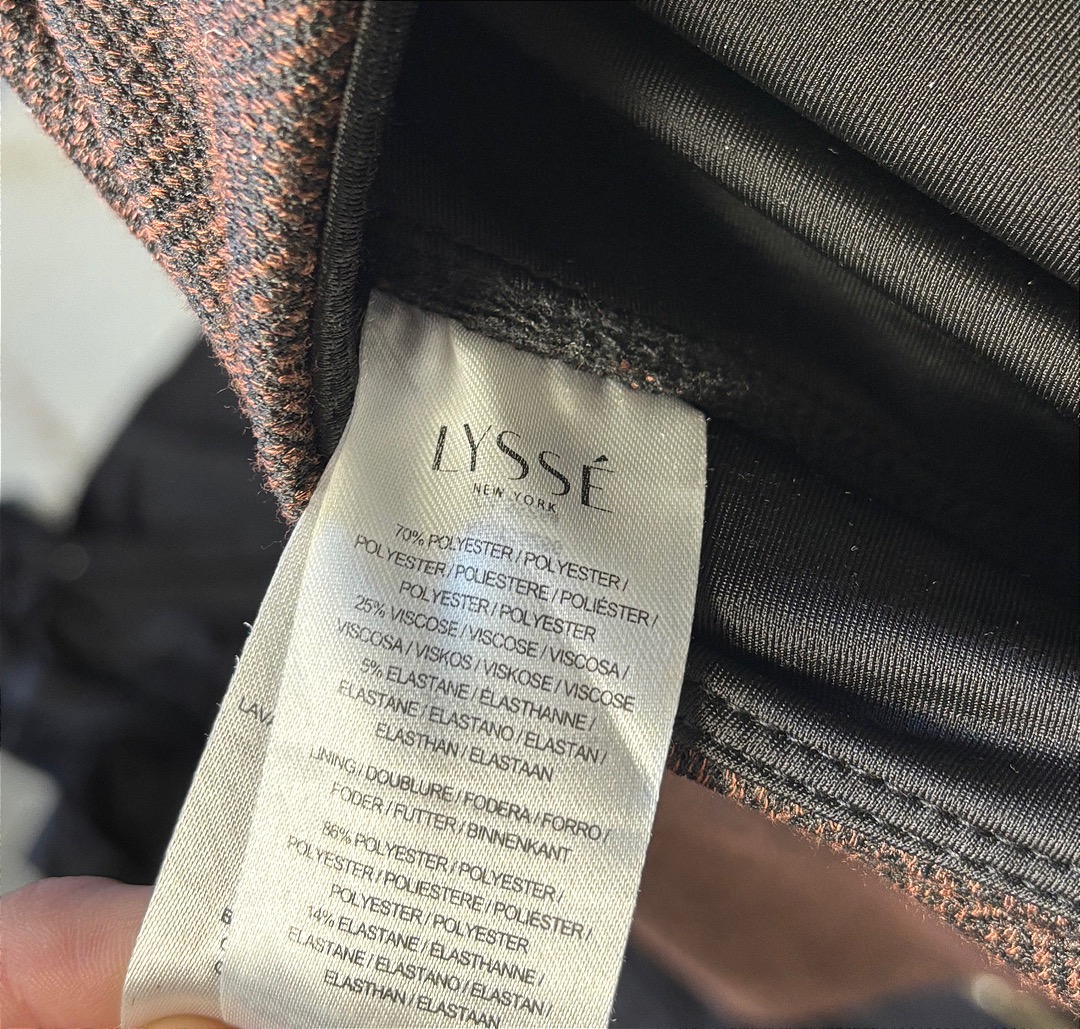 LYSSÉ
NEW YORK
70% POLYESTER / POLYESTER /
POLYESTER / POLIESTERE / POLIÉSTER /
POLYESTER / POLYESTER
25% VISCOSE / VISCOSE / VISCOSA /
VISCOSA / VISKOS / VISKOSE / VISCOSE
5% ELASTANE / ÉLASTHANNE /
ELASTANE / ELASTANO / ELASTAN /
ELASTHAN / ELASTAAN
LINING / DOUBLURE / FODERA / FORRO /
FODER / FUTTER / BINNENKANT
86% POLYESTER / POLYESTER /
POLYESTER / POLIESTERE / POLIÉSTER /
POLYESTER / POLYESTER
14% ELASTANE / ÉLASTHANNE /
ELASTANE / ELASTANO / ELASTAN /
ELASTHAN / ELASTAAN